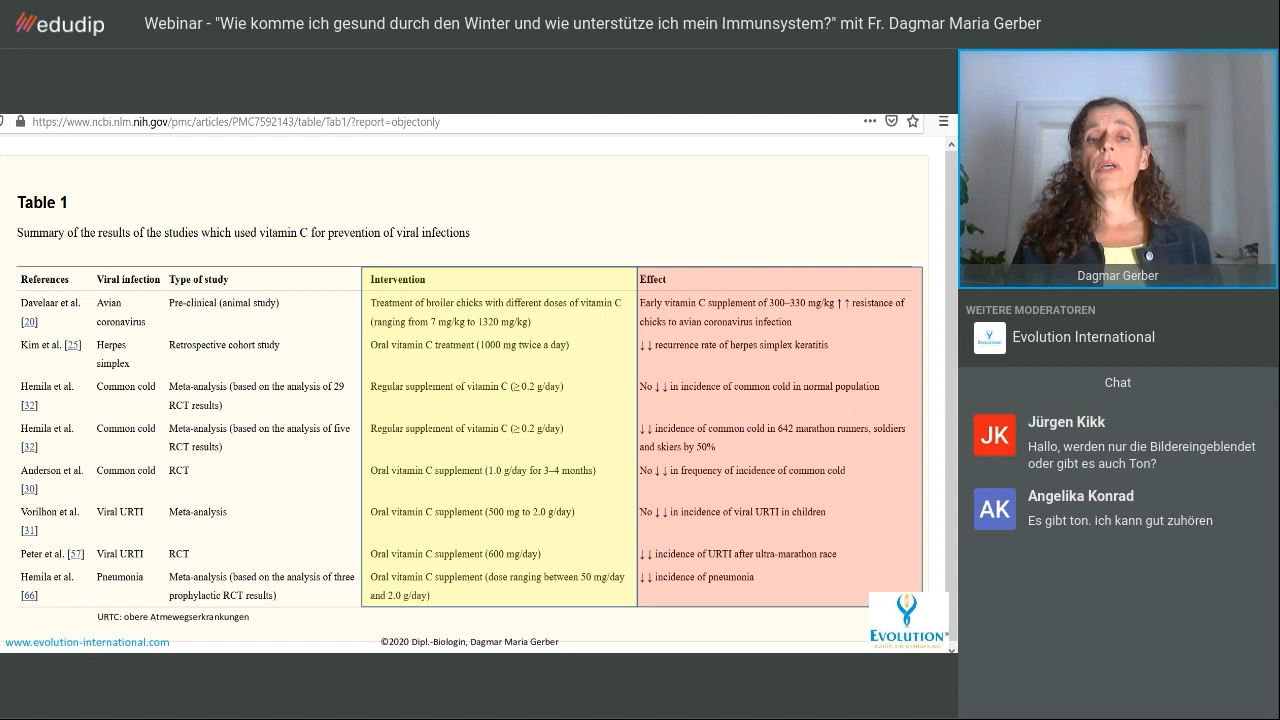 edudip
Webinar - "Wie komme ich gesund durch den Winter und wie unterstütze ich mein Immunsystem?" mit Fr. Dagmar Maria Gerber
https://www.ncbi.nlm.nih.gov/pmc/articles/PMC7592143/table/Tab1/?report=objectonly
Table 1
Summary of the results of the studies which used vitamin C for prevention of viral infections
References Viral infection Type of study Intervention Effect
Davelaar et al. Avian Pre-clinical (animal study) Treatment of broiler chicks with different doses of vitamin C Early vitamin C supplement of 300–330 mg/kg ↑ ↑ resistance of
[20] coronavirus (ranging from 7 mg/kg to 1320 mg/kg) chicks to avian coronavirus infection
Kim et al. [25] Herpes Retrospective cohort study Oral vitamin C treatment (1000 mg twice a day) ↓ ↓ recurrence rate of herpes simplex keratitis
simplex
Hemila et al. Common cold Meta-analysis (based on the analysis of 29 Regular supplement of vitamin C (≥ 0.2 g/day) No ↓ ↓ in incidence of common cold in normal population
[32] RCT results)
Hemila et al. Common cold Meta-analysis (based on the analysis of five Regular supplement of vitamin C (≥ 0.2 g/day) ↓ ↓ incidence of common cold in 642 marathon runners, soldiers
[32] RCT results) and skiers by 50%
Anderson et al. Common cold RCT Oral vitamin C supplement (1.0 g/day for 3–4 months) No ↓ ↓ in frequency of incidence of common cold
[30]
Vorilhon et al. Viral URTI Meta-analysis Oral vitamin C supplement (500 mg to 2.0 g/day) No ↓ ↓ in incidence of viral URTI in children
[31]
Peter et al. [57] Viral URTI RCT Oral vitamin C supplement (600 mg/day) ↓ ↓ incidence of URTI after ultra-marathon race
Hemila et al. Pneumonia Meta-analysis (based on the analysis of three Oral vitamin C supplement (dose ranging between 50 mg/day ↓ ↓ incidence of pneumonia
[66] prophylactic RCT results) and 2.0 g/day)
URTC: obere Atmewegserkrankungen
www.evolution-international.com ©2020 Dipl.-Biologin, Dagmar Maria Gerber
EVOLUTION®
Dagmar Gerber
WEITERE MODERATOREN
Evolution International
Chat
JK
Jürgen Kikk
Hallo, werden nur die Bildereingeblendet
oder gibt es auch Ton?
AK
Angelika Konrad
Es gibt ton. ich kann gut zuhören